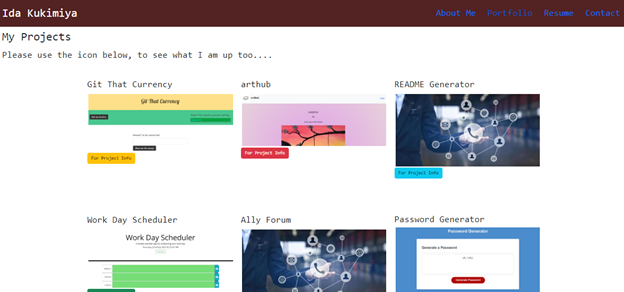 Ida Kukimiya
About Me Portfolio Resume Contact
My Projects
Please use the icon below, to see what I am up too....
Git That Currency
arthub
README Generator
Git That Currency
For Project Info
For Project Info
For Project Info
Work Day Scheduler
Ally Forum
Password Generator
Work Day Scheduler
Password Generator
Generate a Password
Generate Password